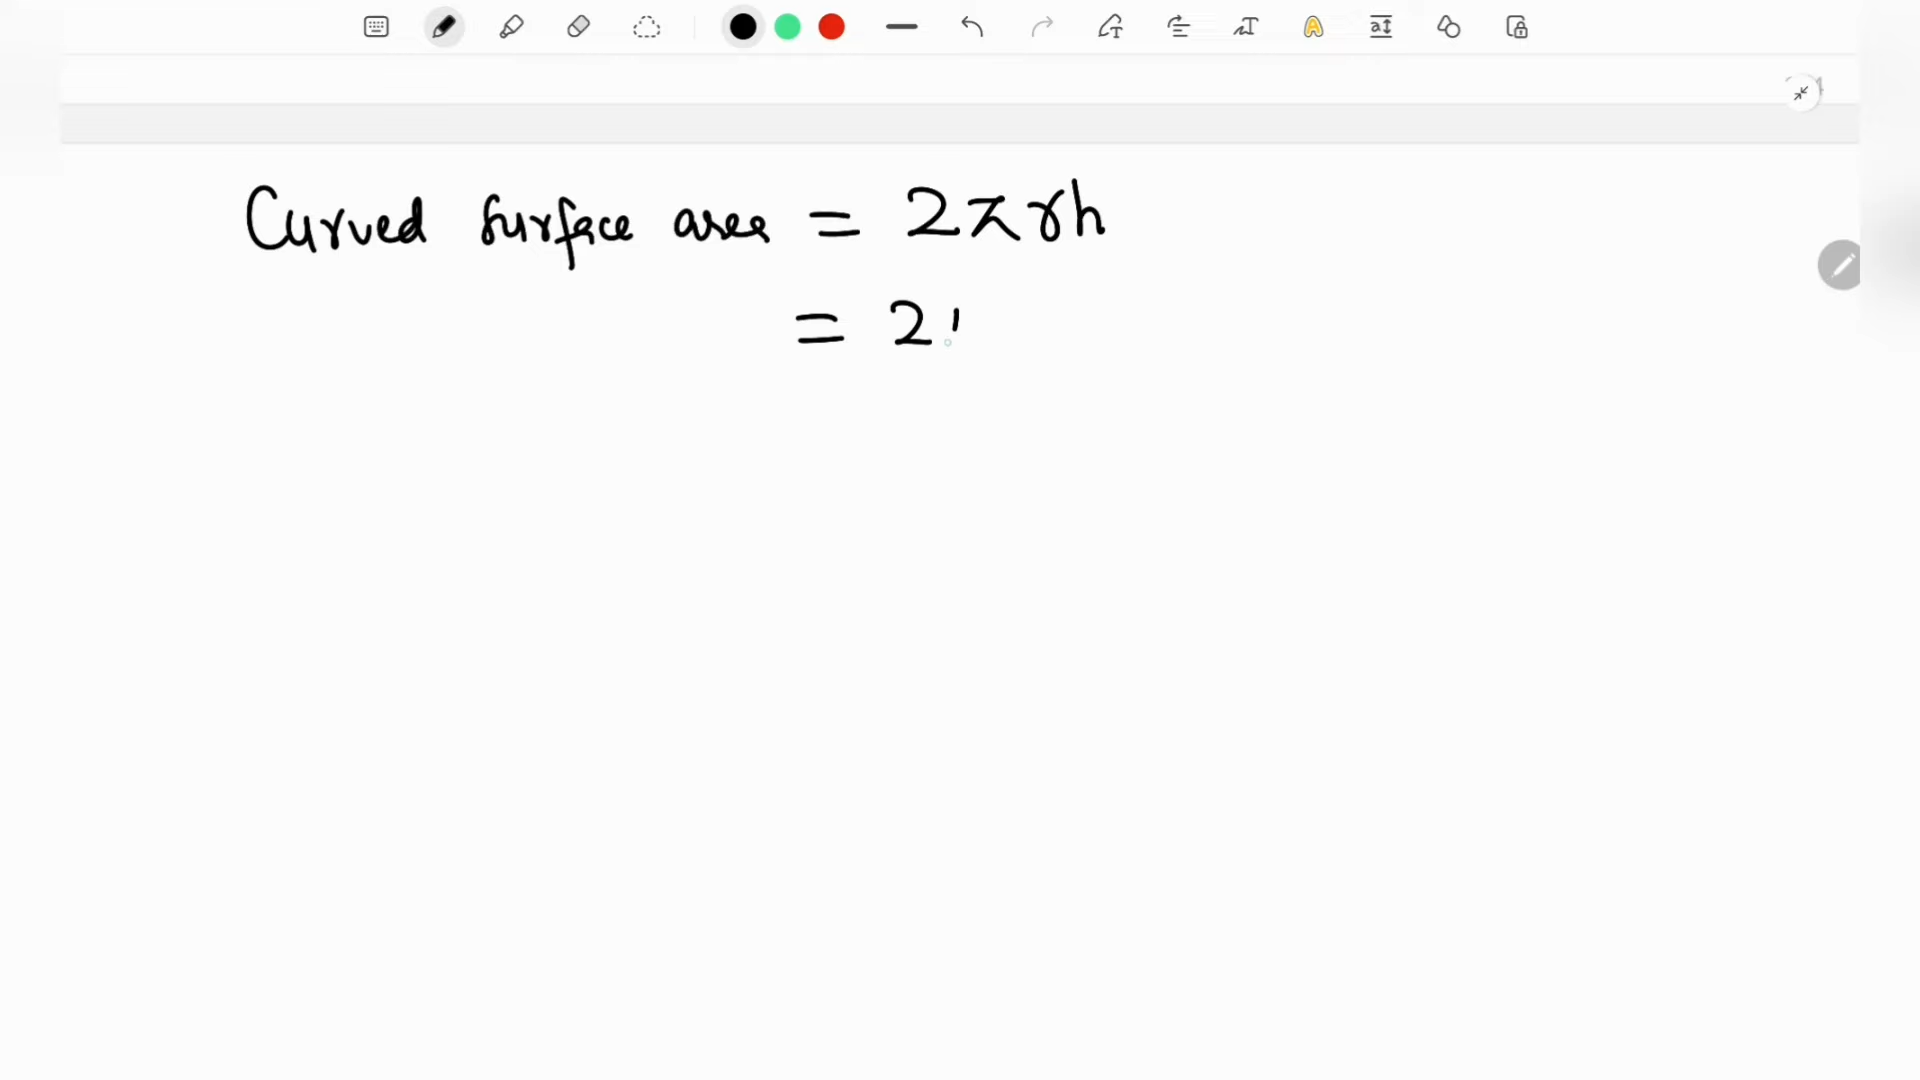 Curved surface area = 2πrh
= 2